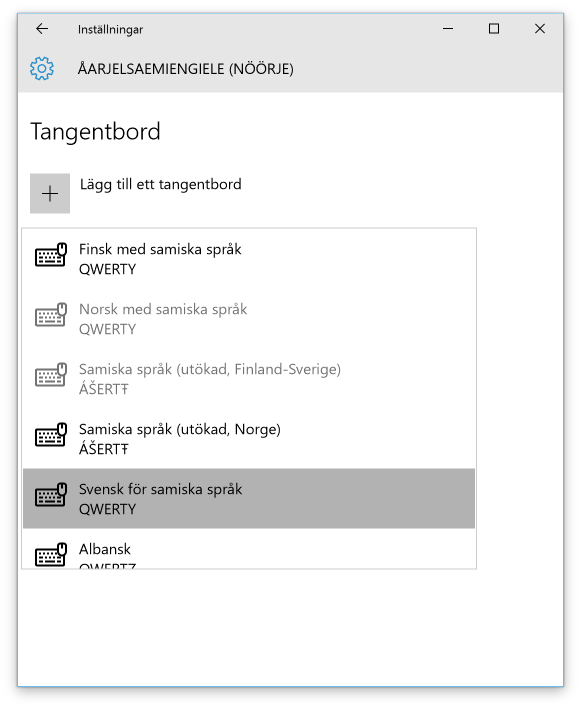 Inställningar
ÅARJELSAEMIENGIELE (NÖÖRJE)
Tangentbord
Lägg till ett tangentbord
Finsk med samiska språk
QWERTY
Norsk med samiska språk
QWERTY
Samiska språk (utökad, Finland-Sverige)
ÁŠERTŦ
Samiska språk (utökad, Norge)
ÁŠERTŦ
Svensk för samiska språk
QWERTY
Albansk
QWERTZ